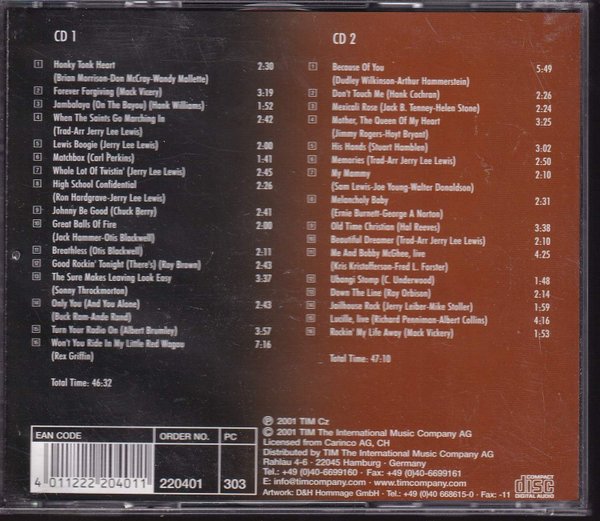 CD 1
1 Honky Tonk Heart 2:30
(Brian Morrison-Don McCray-Wandy Mallette)
2 Forever Forgiving (Mack Vicery) 3:19
3 Jambalaya (On The Bayou) (Hank Williams) 1:52
4 When The Saints Go Marching In 2:42
(Trad-Arr Jerry Lee Lewis)
5 Lewis Boogie (Jerry Lee Lewis) 2:00
6 Matchbox (Carl Perkins) 1:41
7 Whole Lot Of Twistin' (Jerry Lee Lewis) 2:45
8 High School Confidential 2:26
(Ron Hardgrave-Jerry Lee Lewis)
9 Johnny Be Good (Chuck Berry) 2:41
10 Great Balls Of Fire 2:00
(Jack Hammer-Otis Blackwell)
11 Breathless (Otis Blackwell) 2:11
12 Good Rockin' Tonight (There's) (Roy Brown) 2:43
13 The Sure Makes Leaving Look Easy 3:37
(Sonny Throckmorton)
14 Only You (And You Alone) 2:43
(Buck Ram-Ande Rand)
15 Turn Your Radio On (Albert Brumley) 3:57
16 Won't You Ride In My Little Red Wagou 7:16
(Rex Griffin)
Total Time: 46:32
CD 2
1 Because Of You 5:49
(Dudley Wilkinson-Arthur Hammerstein)
2 Don't Touch Me (Hank Cochran) 2:26
3 Mexicali Rose (Jack B. Tenney-Helen Stone) 2:24
4 Mother, The Queen Of My Heart 3:25
(Jimmy Rogers-Hoyt Bryant)
5 His Hands (Stuart Hamblen) 3:02
6 Memories (Trad-Arr Jerry Lee Lewis) 2:50
7 My Mammy 2:10
(Sam Lewis-Joe Young-Walter Donaldson)
8 Melancholy Baby 2:31
(Ernie Burnett-George A Norton)
9 Old Time Christian (Hal Reeves) 3:38
10 Beautiful Dreamer (Trad-Arr Jerry Lee Lewis) 2:10
11 Me And Bobby McGhee, live 4:25
(Kris Kristofferson-Fred L. Forster)
12 Ubangi Stomp (C. Underwood) 1:48
13 Down The Line (Roy Orbison) 2:14
14 Jailhouse Rock (Jerry Leiber-Mike Stoller) 3:59
15 Lucille, live (Richard Penniman-Albert Collins) 4:16
16 Rockin' My Life Away (Mack Vickery) 1:53
Total Time: 47:10
EAN CODE ORDER NO. PC
4 011222 204011 220401 303
℗ 2001 TIM Cz
© 2001 TIM The International Music Company AG
Licensed from Carinco AG, CH
Distributed by TIM The International Music Company AG
Rahlau 4-6 - 22045 Hamburg - Germany
Tel.: +49 (0)40-6699160 - Fax: +49 (0)40-6699161
E: info@timcompany.com - www.timcompany.com
Artwork: D&H Hommage GmbH - Tel.: +49 (0)40 668615-0 - Fax: -11
COMPACT
disc
DIGITAL AUDIO